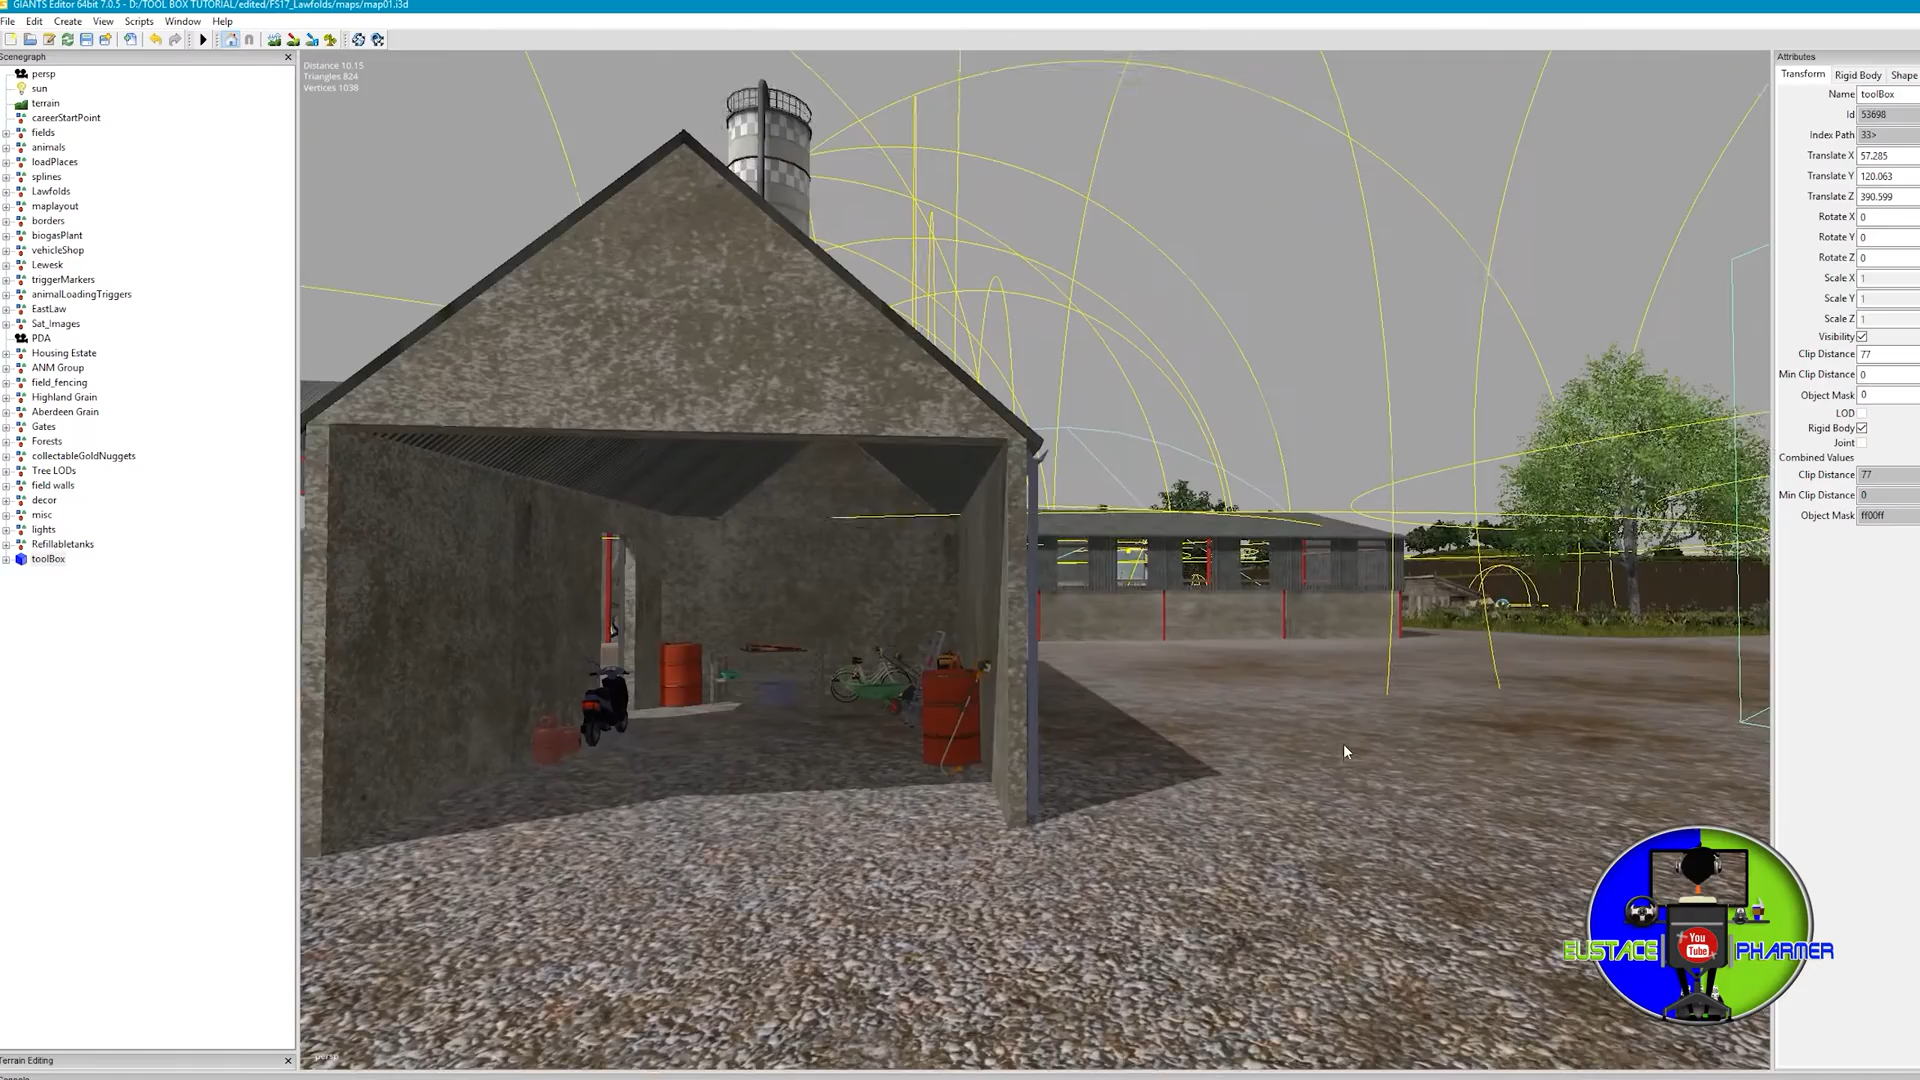 GIANTS Editor 64bit 7.0.5 - D:/TOOL BOX TUTORIAL/edited/FS17_Lawfolds/maps/map01.i3d
File Edit Create View Scripts Window Help
Scenegraph
persp
sun
terrain
careerStartPoint
fields
animals
loadPlaces
splines
Lawfolds
maplayout
borders
biogasPlant
vehicleShop
Lewesk
triggerMarkers
animalLoadingTriggers
EastLaw
Sat_Images
PDA
Housing Estate
ANM Group
field_fencing
Highland Grain
Aberdeen Grain
Gates
Forests
collectableGoldNuggets
Tree LODs
field walls
decor
misc
lights
Refillabletanks
toolBox
Terrain Editing
Distance 10.15
Triangles 824
Vertices 1038
persp
Attributes
Transform Rigid Body Shape
Name toolBox
Id 53698
Index Path 33>
Translate X 57.285
Translate Y 120.063
Translate Z 390.599
Rotate X 0
Rotate Y 0
Rotate Z 0
Scale X 1
Scale Y 1
Scale Z 1
Visibility
Clip Distance 77
Min Clip Distance 0
Object Mask 0
LOD
Rigid Body
Joint
Combined Values
Clip Distance 77
Min Clip Distance 0
Object Mask ff00ff
EUSTACE You Tube PHARMER